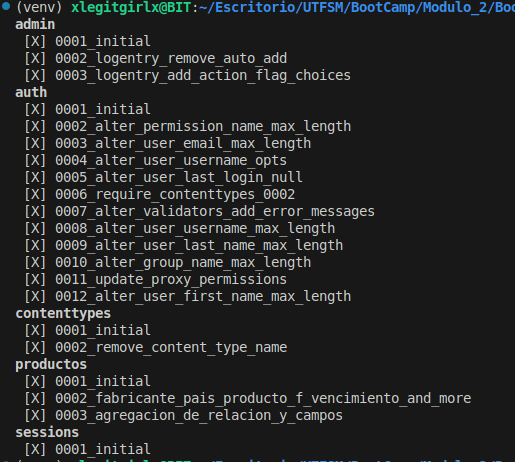 (venv) xlegitgirlx@BIT:~/Escritorio/UTFSM/BootCamp/Modulo_2/Boo
admin
[X] 0001_initial
[X] 0002_logentry_remove_auto_add
[X] 0003_logentry_add_action_flag_choices
auth
[X] 0001_initial
[X] 0002_alter_permission_name_max_length
[X] 0003_alter_user_email_max_length
[X] 0004_alter_user_username_opts
[X] 0005_alter_user_last_login_null
[X] 0006_require_contenttypes_0002
[X] 0007_alter_validators_add_error_messages
[X] 0008_alter_user_username_max_length
[X] 0009_alter_user_last_name_max_length
[X] 0010_alter_group_name_max_length
[X] 0011_update_proxy_permissions
[X] 0012_alter_user_first_name_max_length
contenttypes
[X] 0001_initial
[X] 0002_remove_content_type_name
productos
[X] 0001_initial
[X] 0002_fabricante_pais_producto_f_vencimiento_and_more
[X] 0003_agregacion_de_relacion_y_campos
sessions
[X] 0001_initial